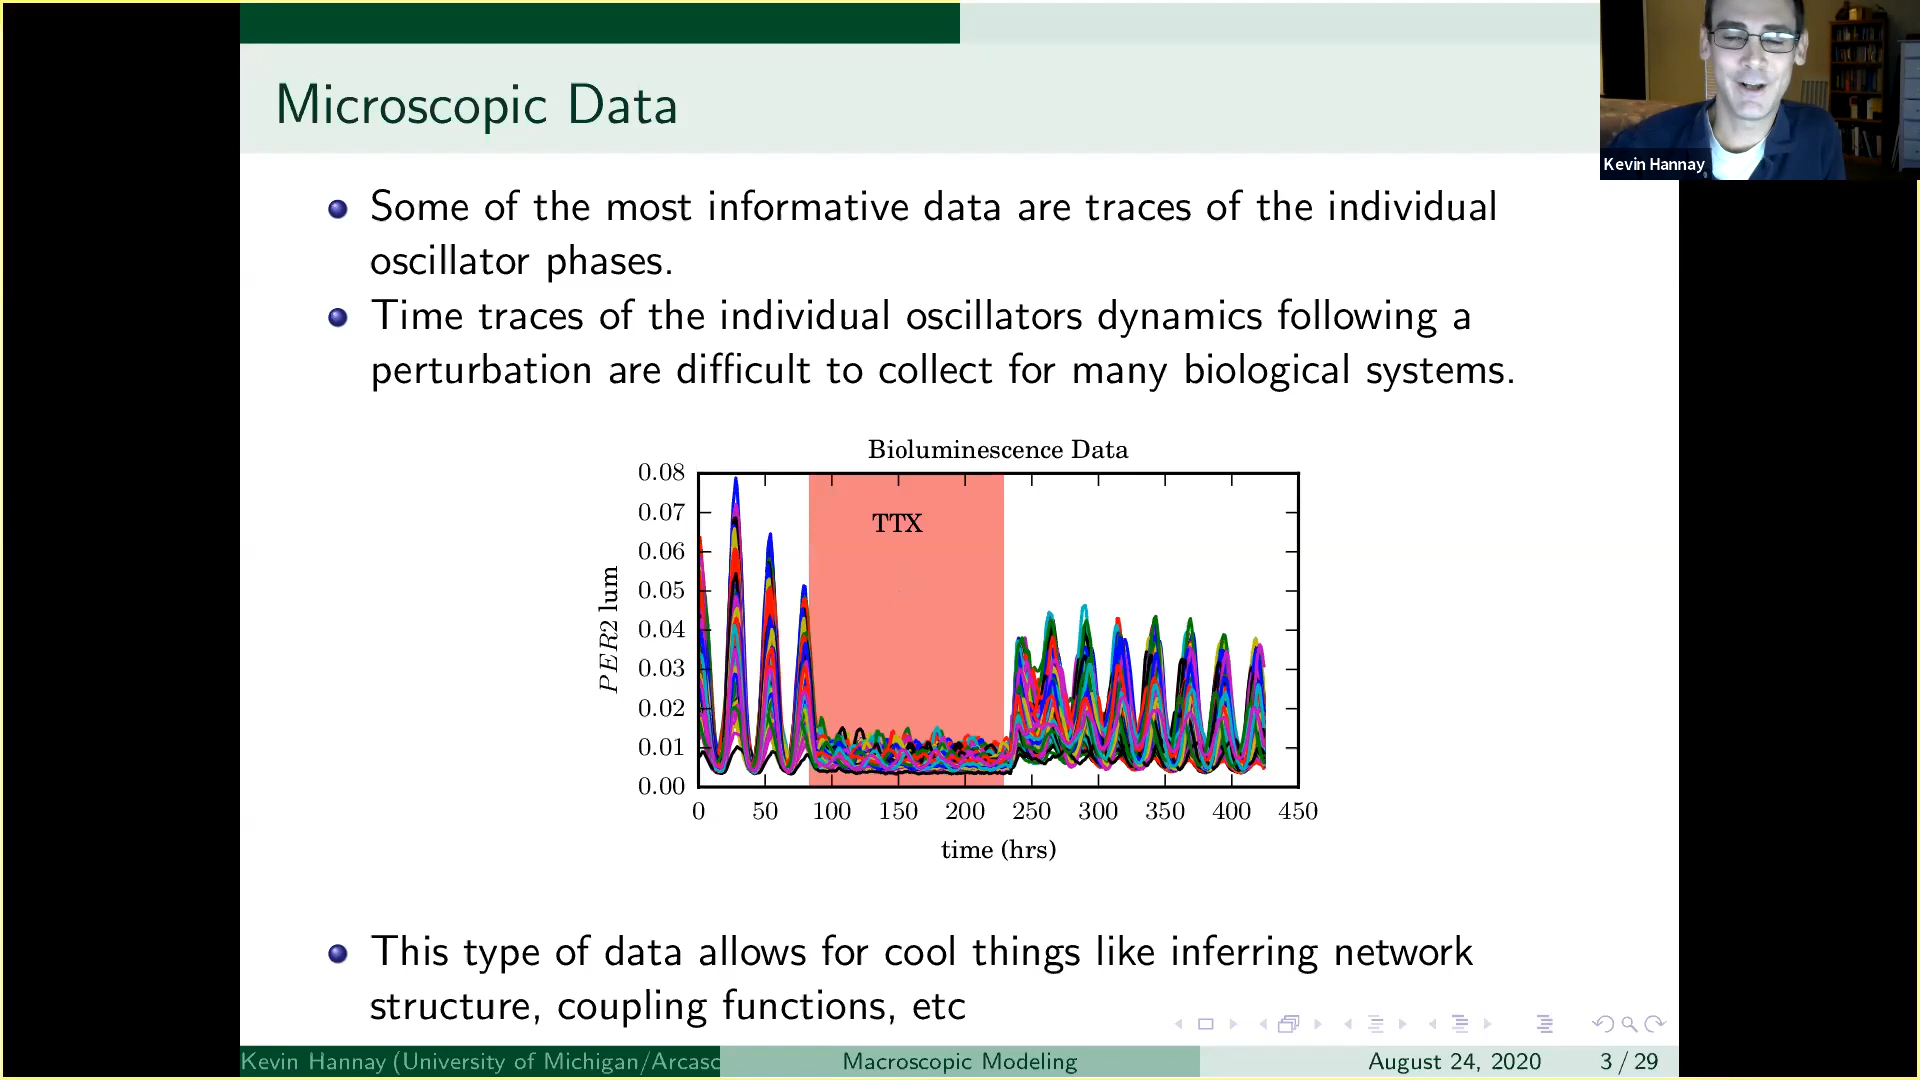 Microscopic Data
Kevin Hannay
Some of the most informative data are traces of the individual
oscillator phases.
Time traces of the individual oscillators dynamics following a
perturbation are difficult to collect for many biological systems.
Bioluminescence Data
0.08
0.07
0.06
0.05
0.04
0.03
0.02
0.01
0.00
PER2 lum
TTX
0 50 100 150 200 250 300 350 400 450
time (hrs)
This type of data allows for cool things like inferring network
structure, coupling functions, etc
Kevin Hannay (University of Michigan/Arcasc
Macroscopic Modeling
August 24, 2020
3 / 29